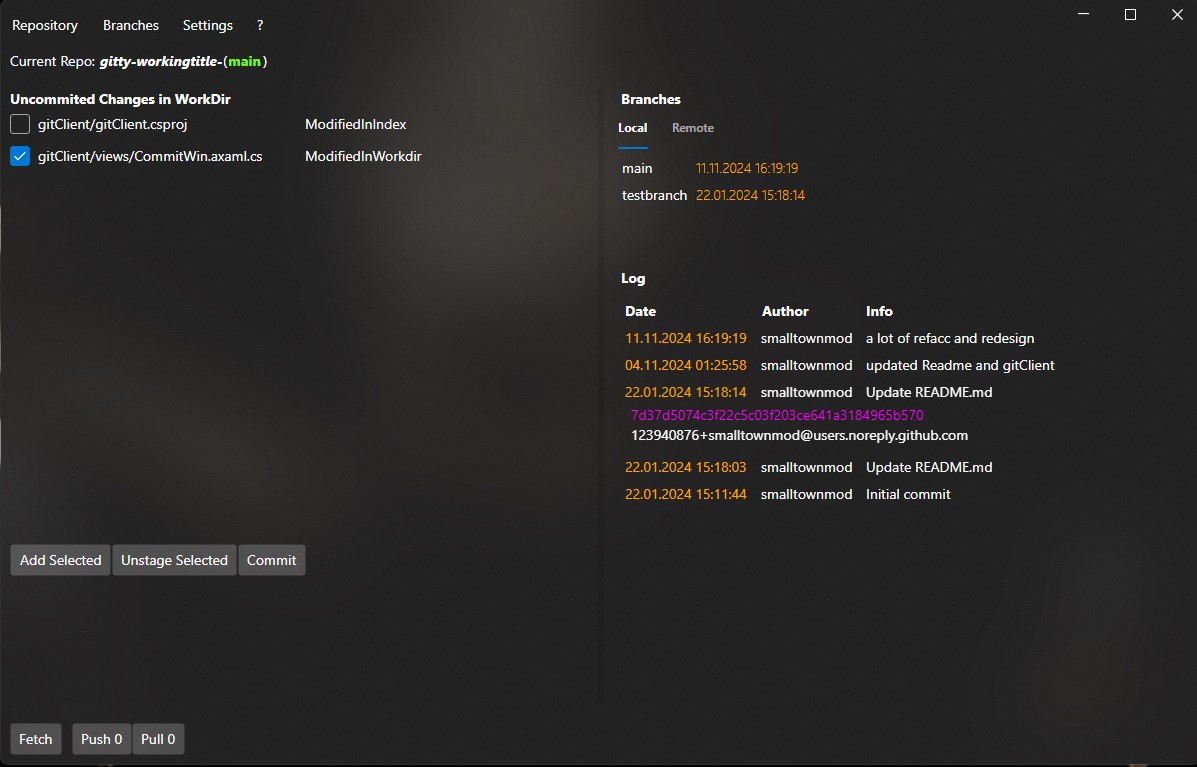 Repository Branches Settings ?
Current Repo: gitty-workingtitle-(main)
Uncommited Changes in WorkDir
gitClient/gitClient.csproj ModifiedInIndex
gitClient/views/CommitWin.axaml.cs ModifiedInWorkdir
Add Selected Unstage Selected Commit
Fetch Push 0 Pull 0
Branches
Local Remote
main 11.11.2024 16:19:19
testbranch 22.01.2024 15:18:14
Log
Date Author Info
11.11.2024 16:19:19 smalltownmod a lot of refacc and redesign
04.11.2024 01:25:58 smalltownmod updated Readme and gitClient
22.01.2024 15:18:14 smalltownmod Update README.md
7d37d5074c3f22c5c03f203ce641a3184965b570
123940876+smalltownmod@users.noreply.github.com
22.01.2024 15:18:03 smalltownmod Update README.md
22.01.2024 15:11:44 smalltownmod Initial commit